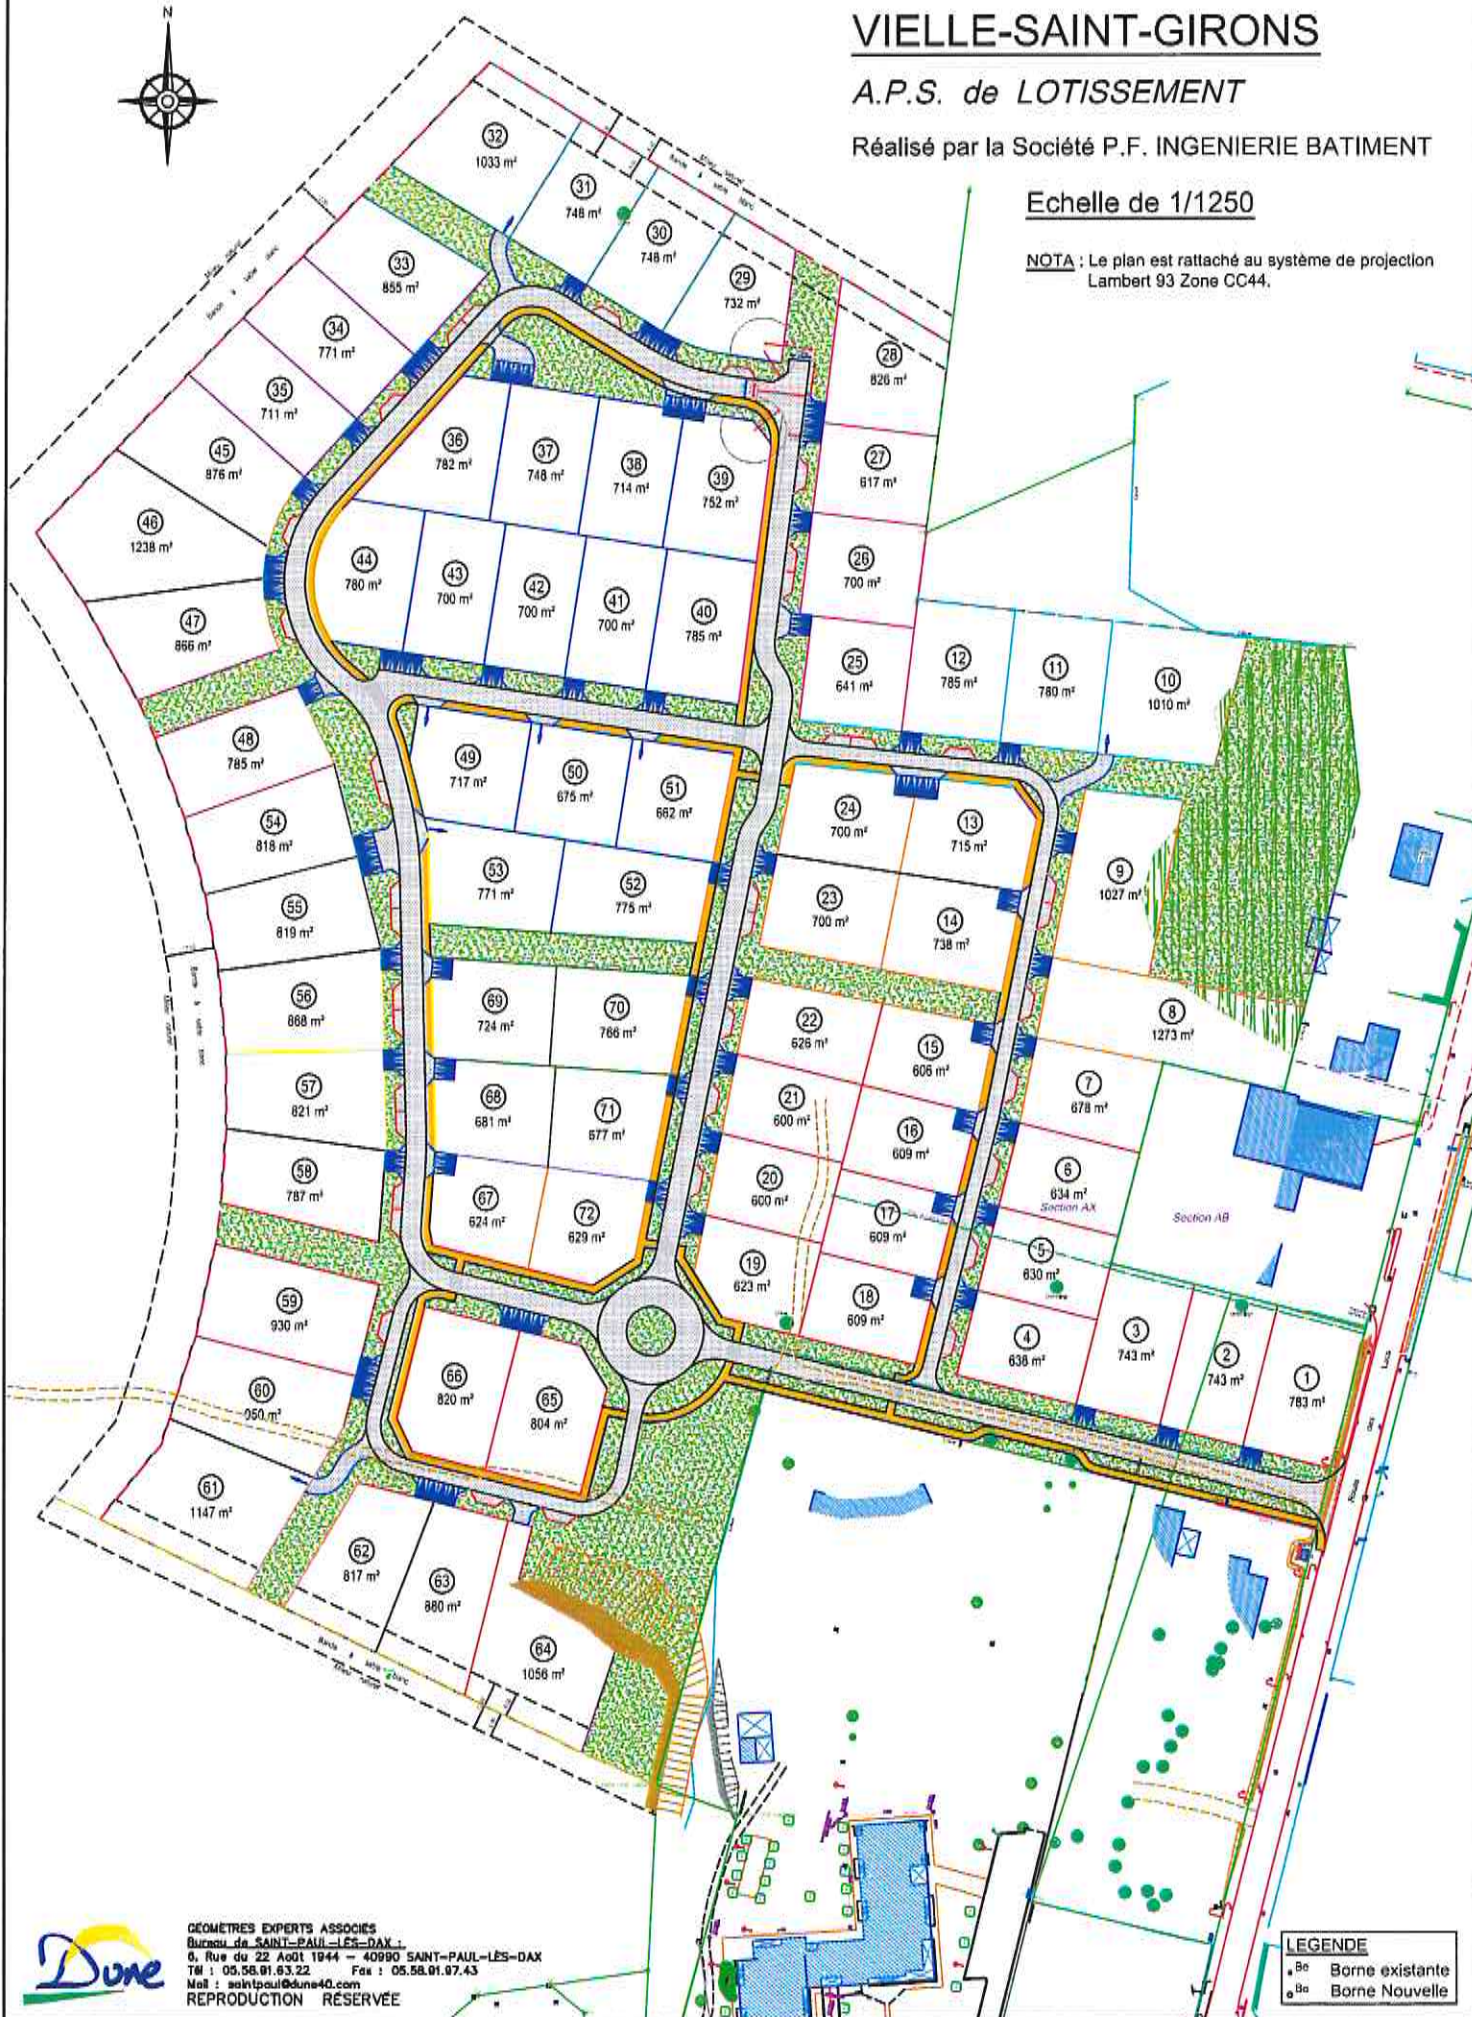 N
VIELLE-SAINT-GIRONS
A.P.S. de LOTISSEMENT
Réalisé par la Société P.F. INGENIERIE BATIMENT
Echelle de 1/1250
NOTA : Le plan est rattaché au système de projection
Lambert 93 Zone CC44.
32
1033 m²
31
748 m²
30
748 m²
29
732 m²
33
855 m²
34
771 m²
35
711 m²
45
876 m²
46
1238 m²
47
866 m²
28
826 m²
27
617 m²
26
700 m²
25
641 m²
36
782 m²
37
748 m²
38
714 m²
39
752 m²
44
780 m²
43
700 m²
42
700 m²
41
700 m²
40
785 m²
12
785 m²
11
780 m²
10
1010 m²
48
785 m²
49
717 m²
50
675 m²
51
662 m²
24
700 m²
13
715 m²
54
818 m²
53
771 m²
52
775 m²
23
700 m²
14
738 m²
9
1027 m²
55
819 m²
56
868 m²
69
724 m²
70
766 m²
22
626 m²
15
606 m²
8
1273 m²
57
821 m²
68
681 m²
71
677 m²
21
600 m²
16
609 m²
7
678 m²
58
787 m²
67
624 m²
72
629 m²
20
600 m²
17
609 m²
6
634 m²
Section AX
Section AB
59
930 m²
19
623 m²
18
609 m²
5
630 m²
4
638 m²
3
743 m²
2
743 m²
1
783 m²
60
950 m²
66
820 m²
65
804 m²
61
1147 m²
62
817 m²
63
880 m²
64
1056 m²
Bande à sable blanc
Route des Lacs
Dune
GEOMETRES EXPERTS ASSOCIES
Bureau de SAINT-PAUL-LES-DAX :
6, Rue du 22 Août 1944 - 40990 SAINT-PAUL-LES-DAX
Tél : 05.58.91.63.22 Fax : 05.58.91.97.43
Mail : saintpaul@dune40.com
REPRODUCTION RESERVEE
LEGENDE
Be Borne existante
Bo Borne Nouvelle